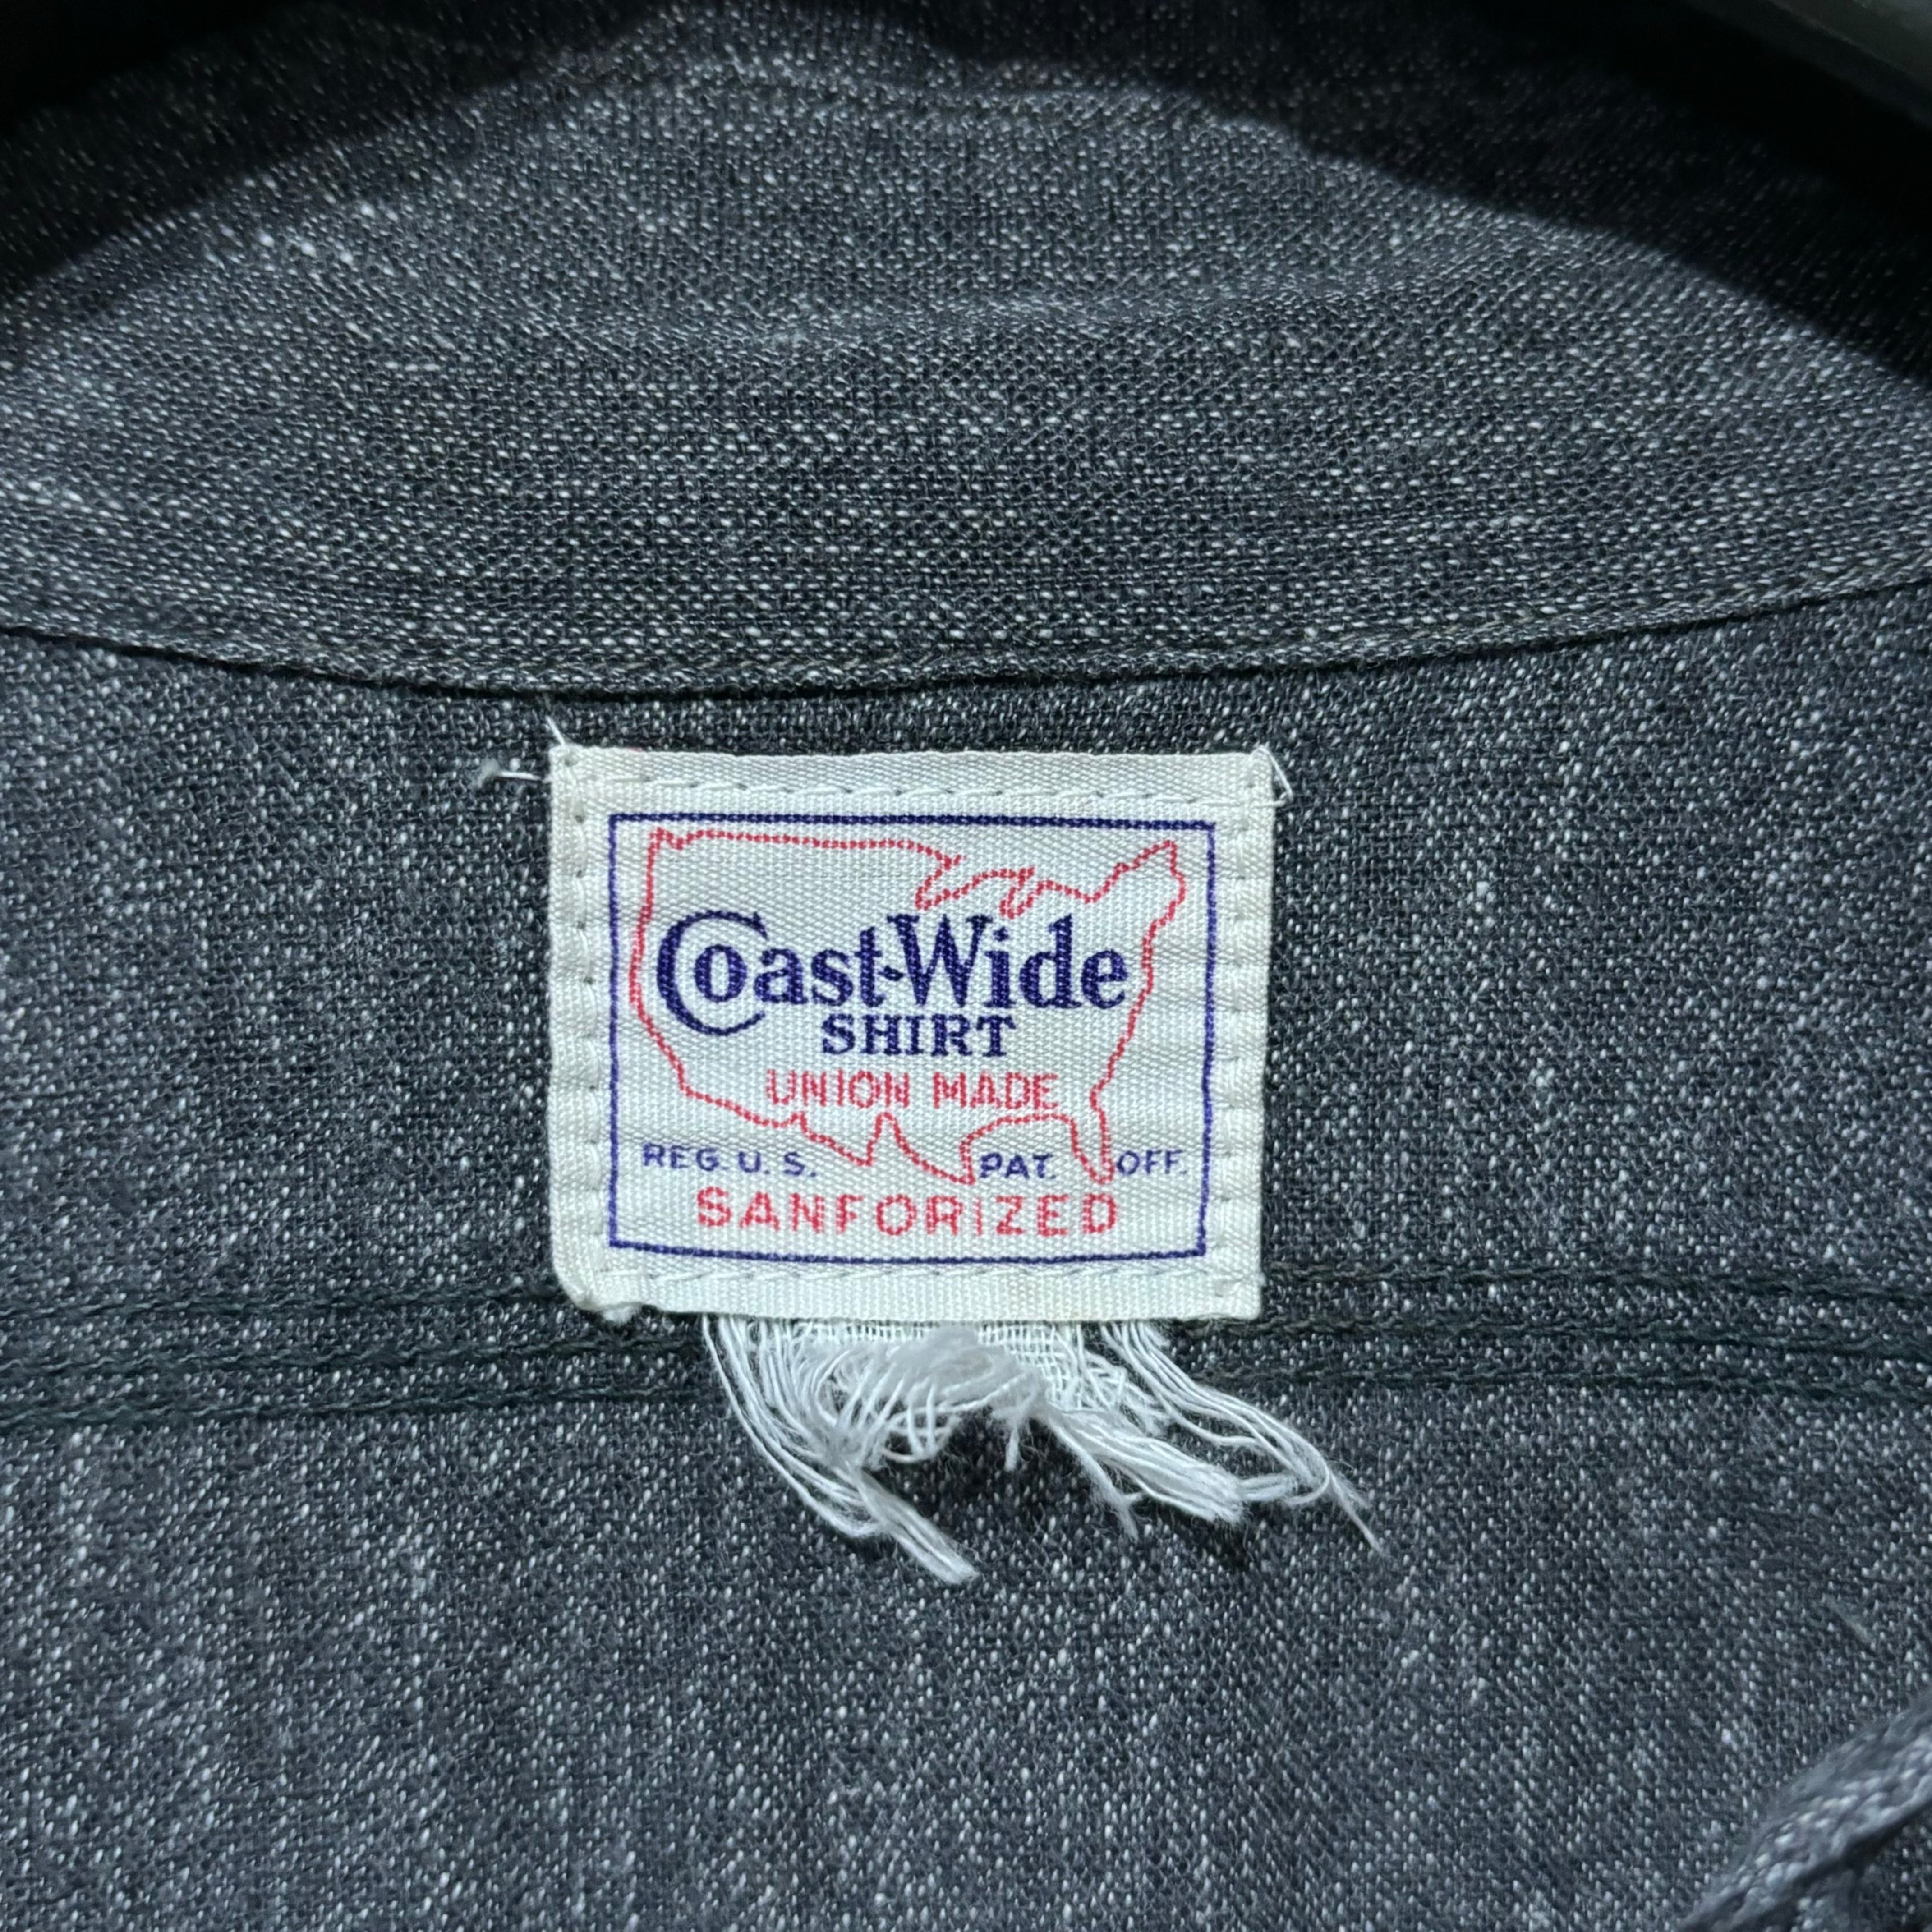 Coast-Wide
SHIRT
UNION MADE
REG. U. S. PAT. OFF.
SANFORIZED